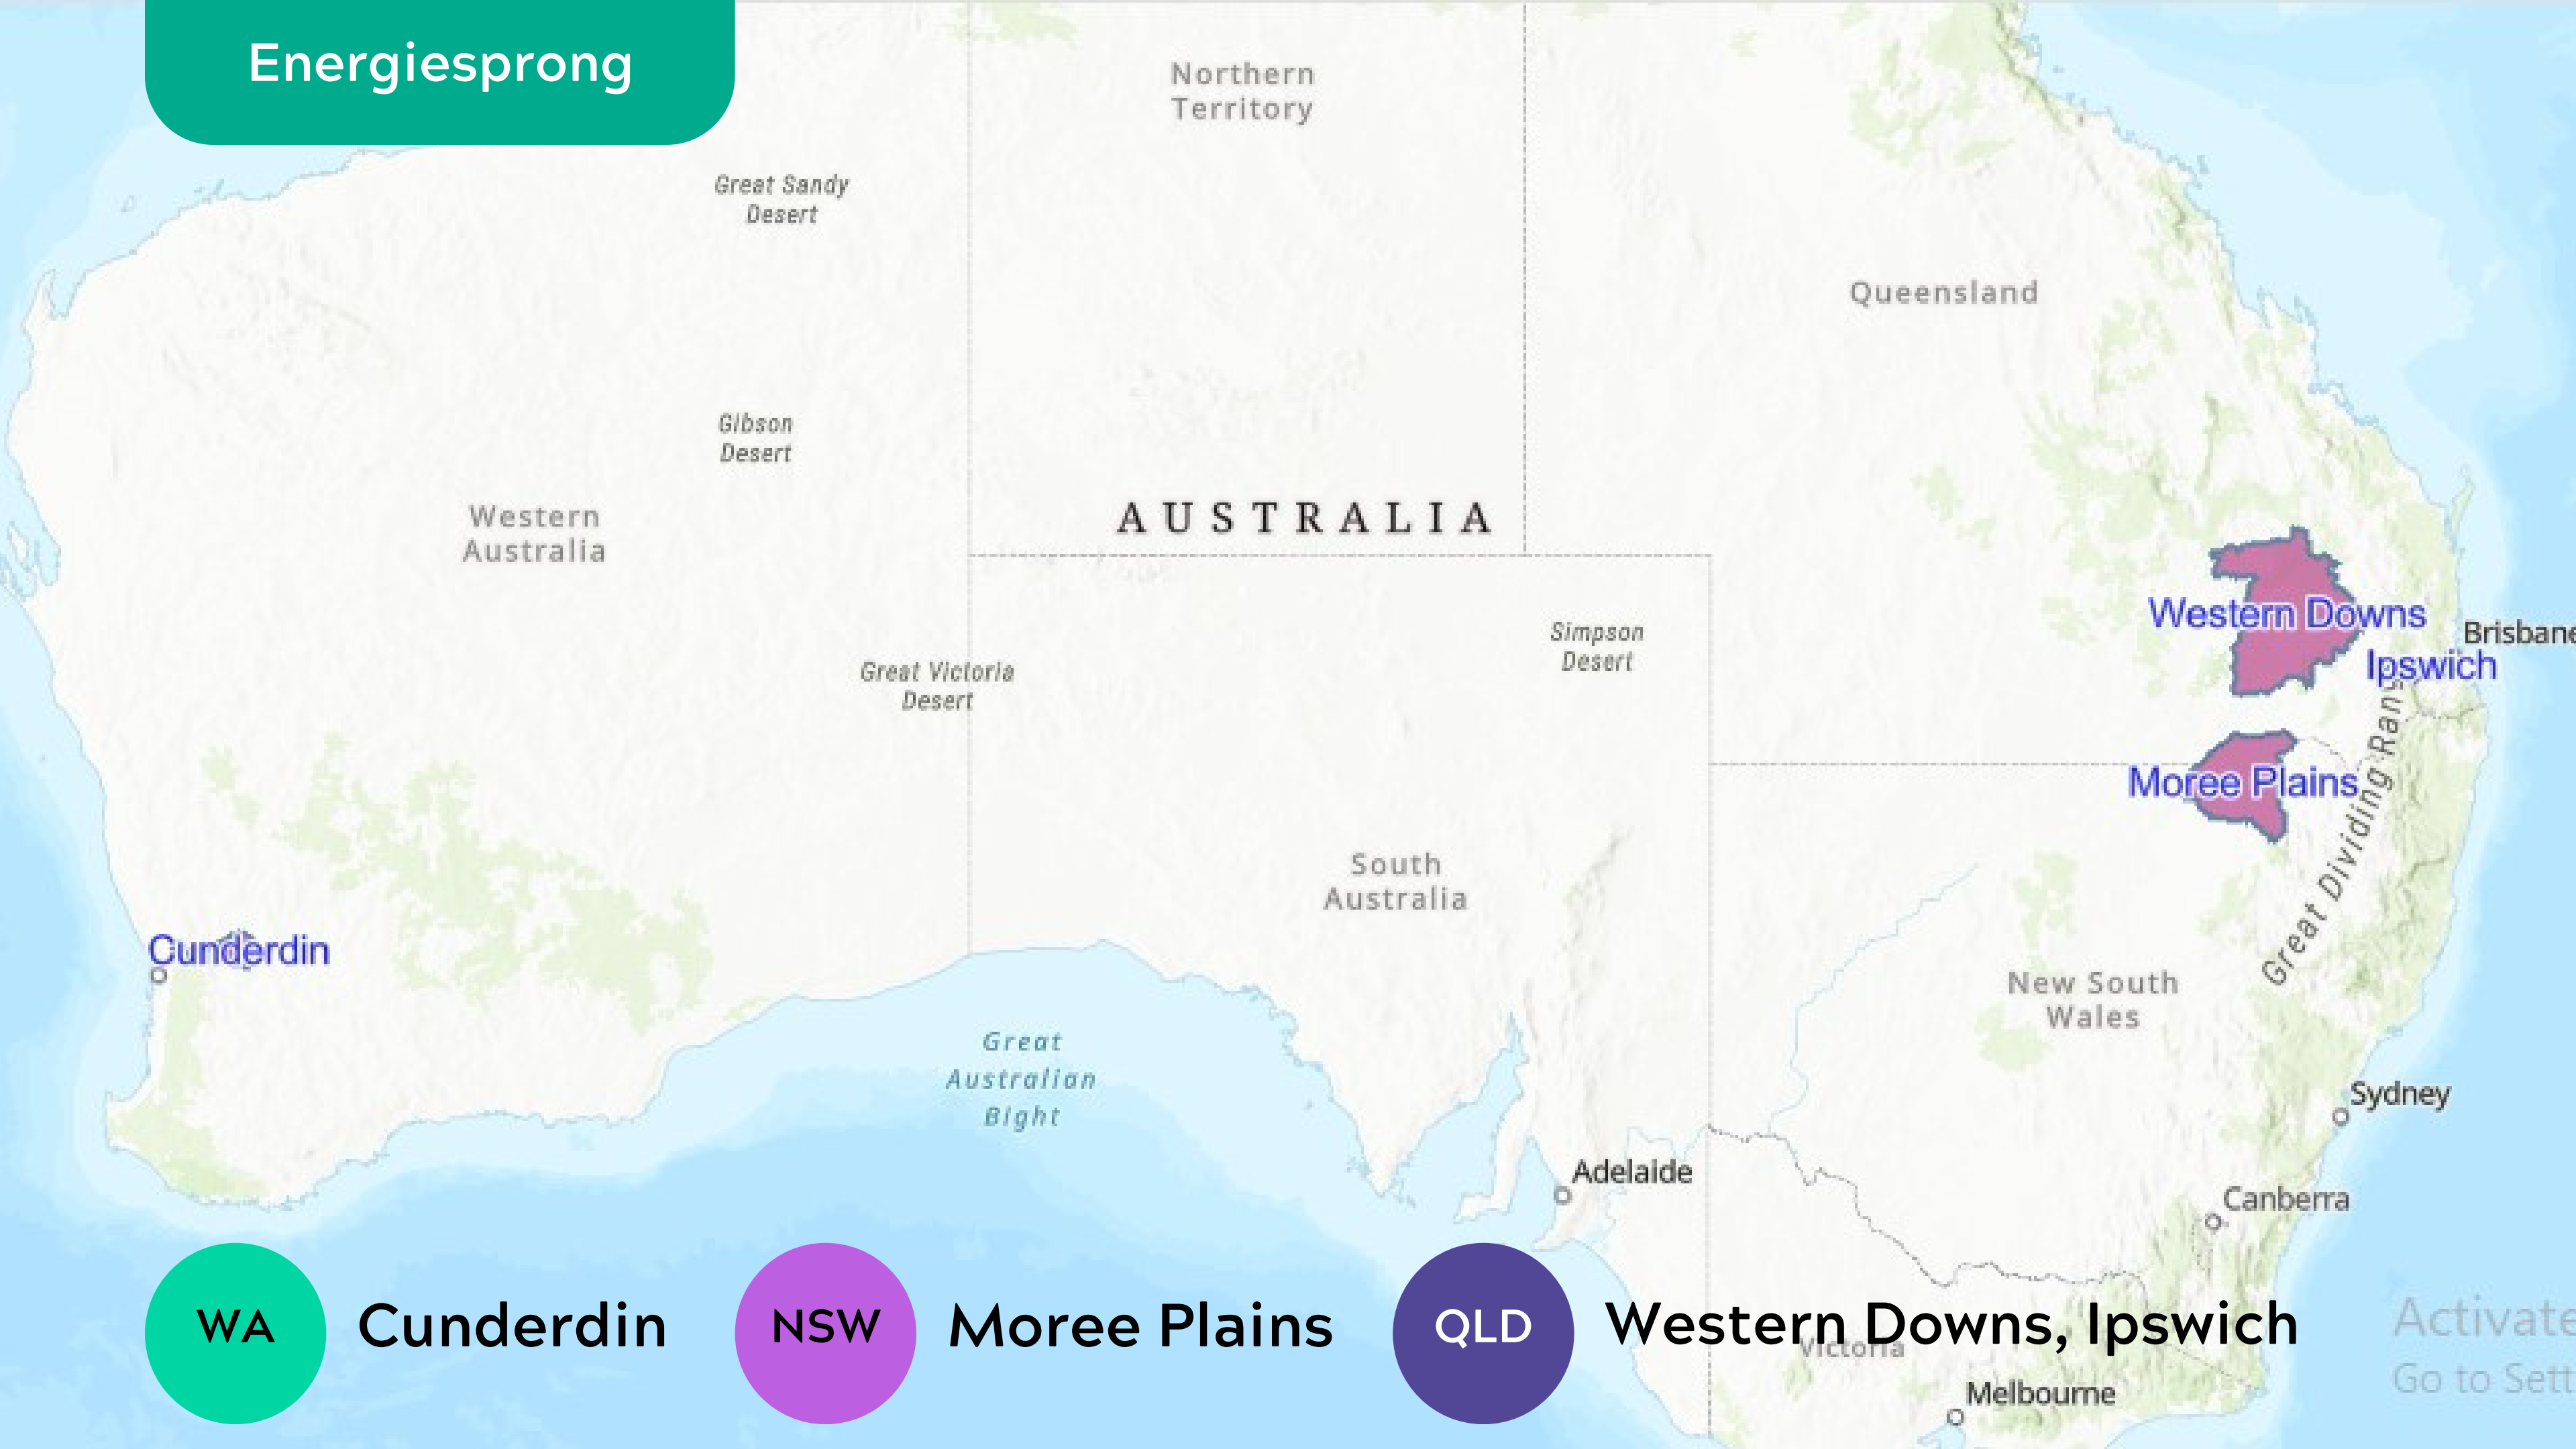 Energiesprong
Northern
Territory
Great Sandy
Desert
Queensland
Gibson
Desert
Western
Australia
AUSTRALIA
Western Downs
Brisbane
Simpson
Desert
Ipswich
Great Victoria
Desert
Moree Plains
Great Dividing Rang
South
Australia
Cunderdin
New South
Wales
Great
Australian
Bight
Sydney
Adelaide
Canberra
WA
Cunderdin
NSW
Moree Plains
QLD
Western Downs, Ipswich
Victoria
Activate
Go to Sett
Melbourne